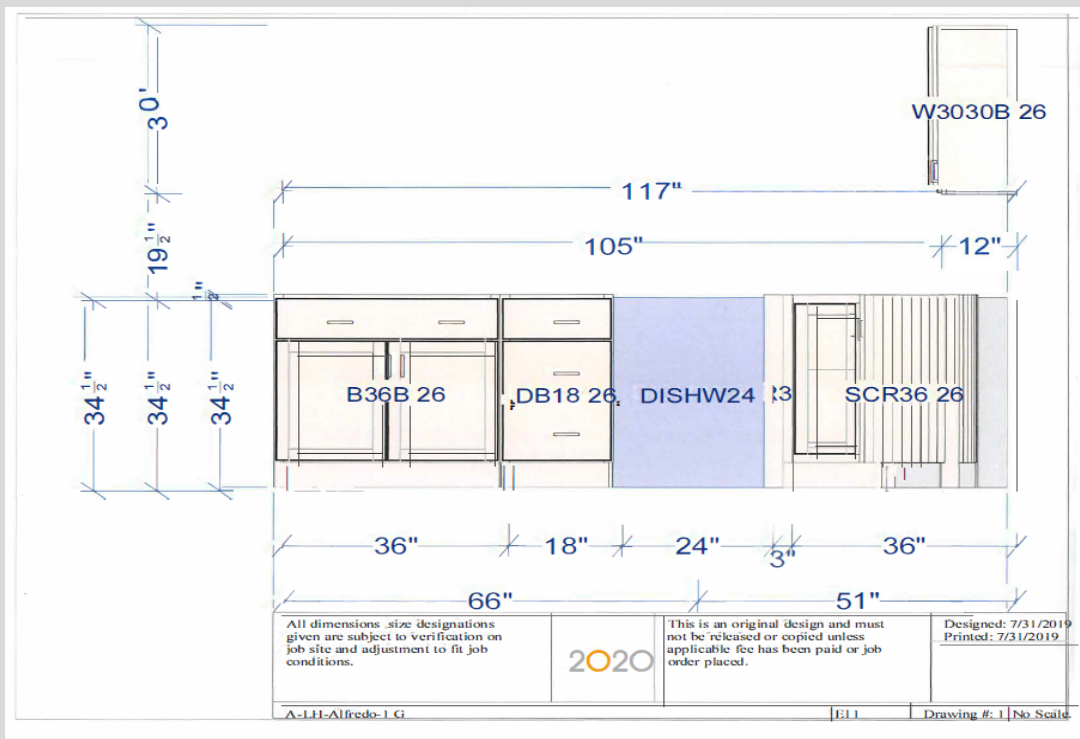 30"
W3030B 26
117"
19 1/2"
105"
12"
1/2"
34 1/2"
34 1/2"
34 1/2"
B36B 26
DB18 26
DISHW24
SCR36 26
36"
18"
24"
3"
36"
66"
51"
All dimensions size designations
given are subject to verification on
job site and adjustment to fit job
conditions.
2020
This is an original design and must
not be released or copied unless
applicable fee has been paid or job
order placed.
Designed: 7/31/2019
Printed: 7/31/2019
A-LH-Alfredo-1 G
El 1
Drawing #: 1
No Scale.